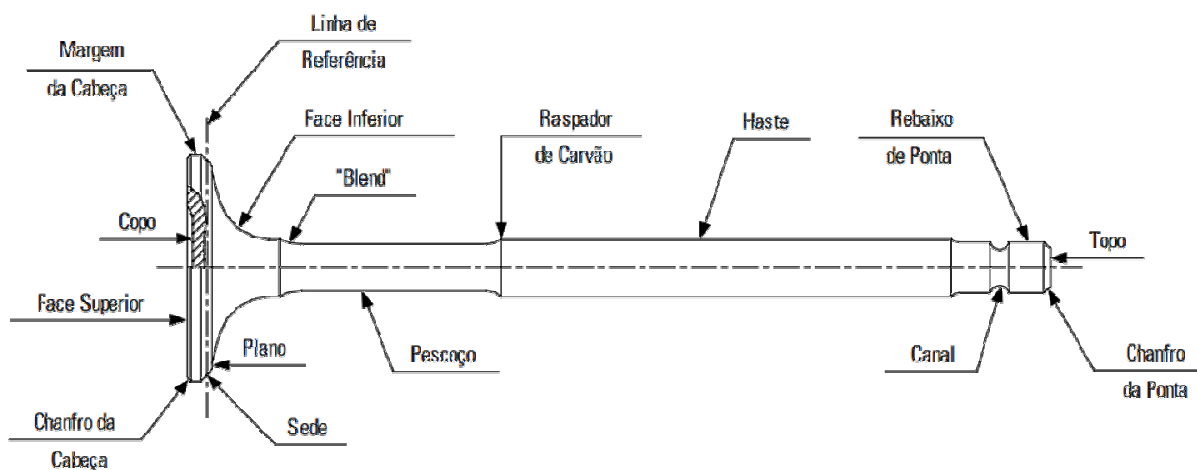 Linha de
Referência
Margem
da Cabeça
Face Inferior
Raspador
de Carvão
Haste
Rebaixo
de Ponta
"Blend"
Copo
Topo
Face Superior
Plano
Pescoço
Canal
Chanfro
da Ponta
Chanfro da
Cabeça
Sede